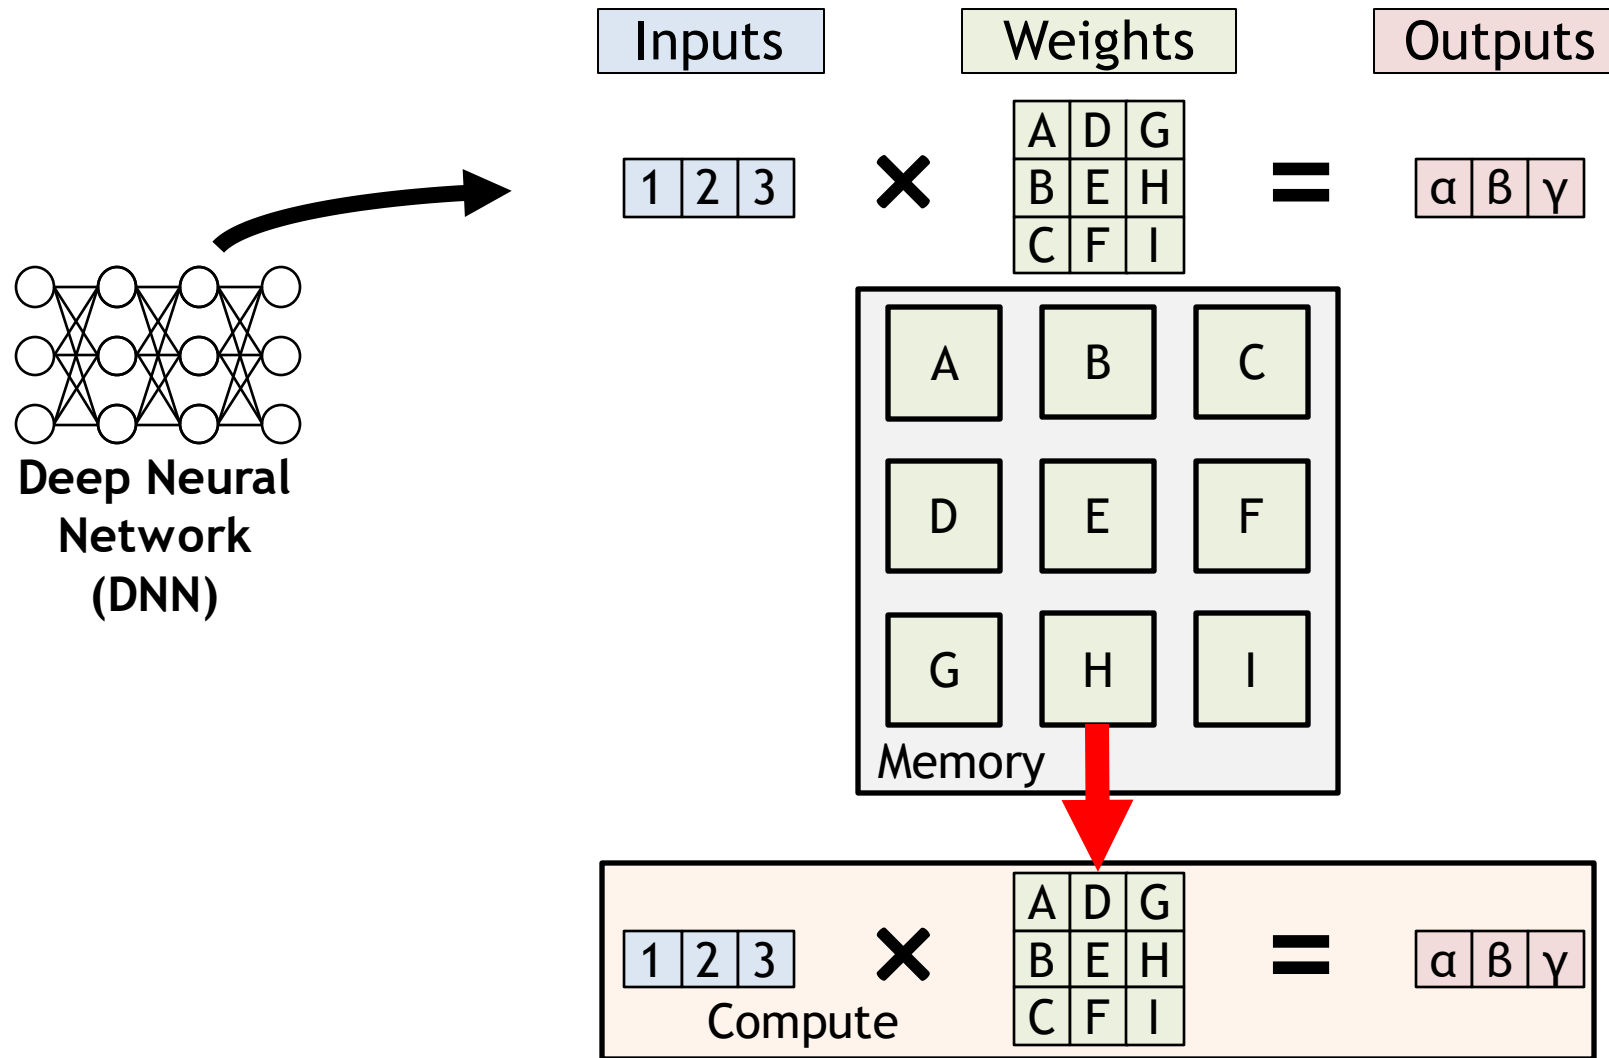 Inputs Weights Outputs
A D G
1 2 3 × B E H = α β γ
C F I
Deep Neural
Network
(DNN)
A B C
D E F
G H I
Memory
A D G
1 2 3 × B E H = α β γ
C F I
Compute